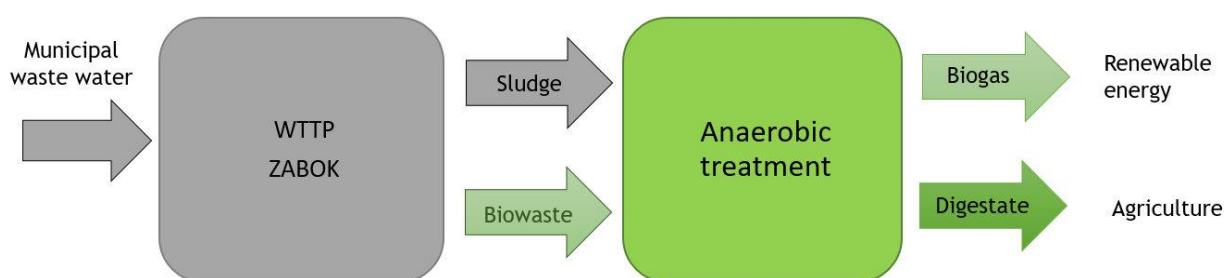 Municipal
waste water
WTTP
ZABOK
Sludge
Biowaste
Anaerobic
treatment
Biogas
Digestate
Renewable
energy
Agriculture